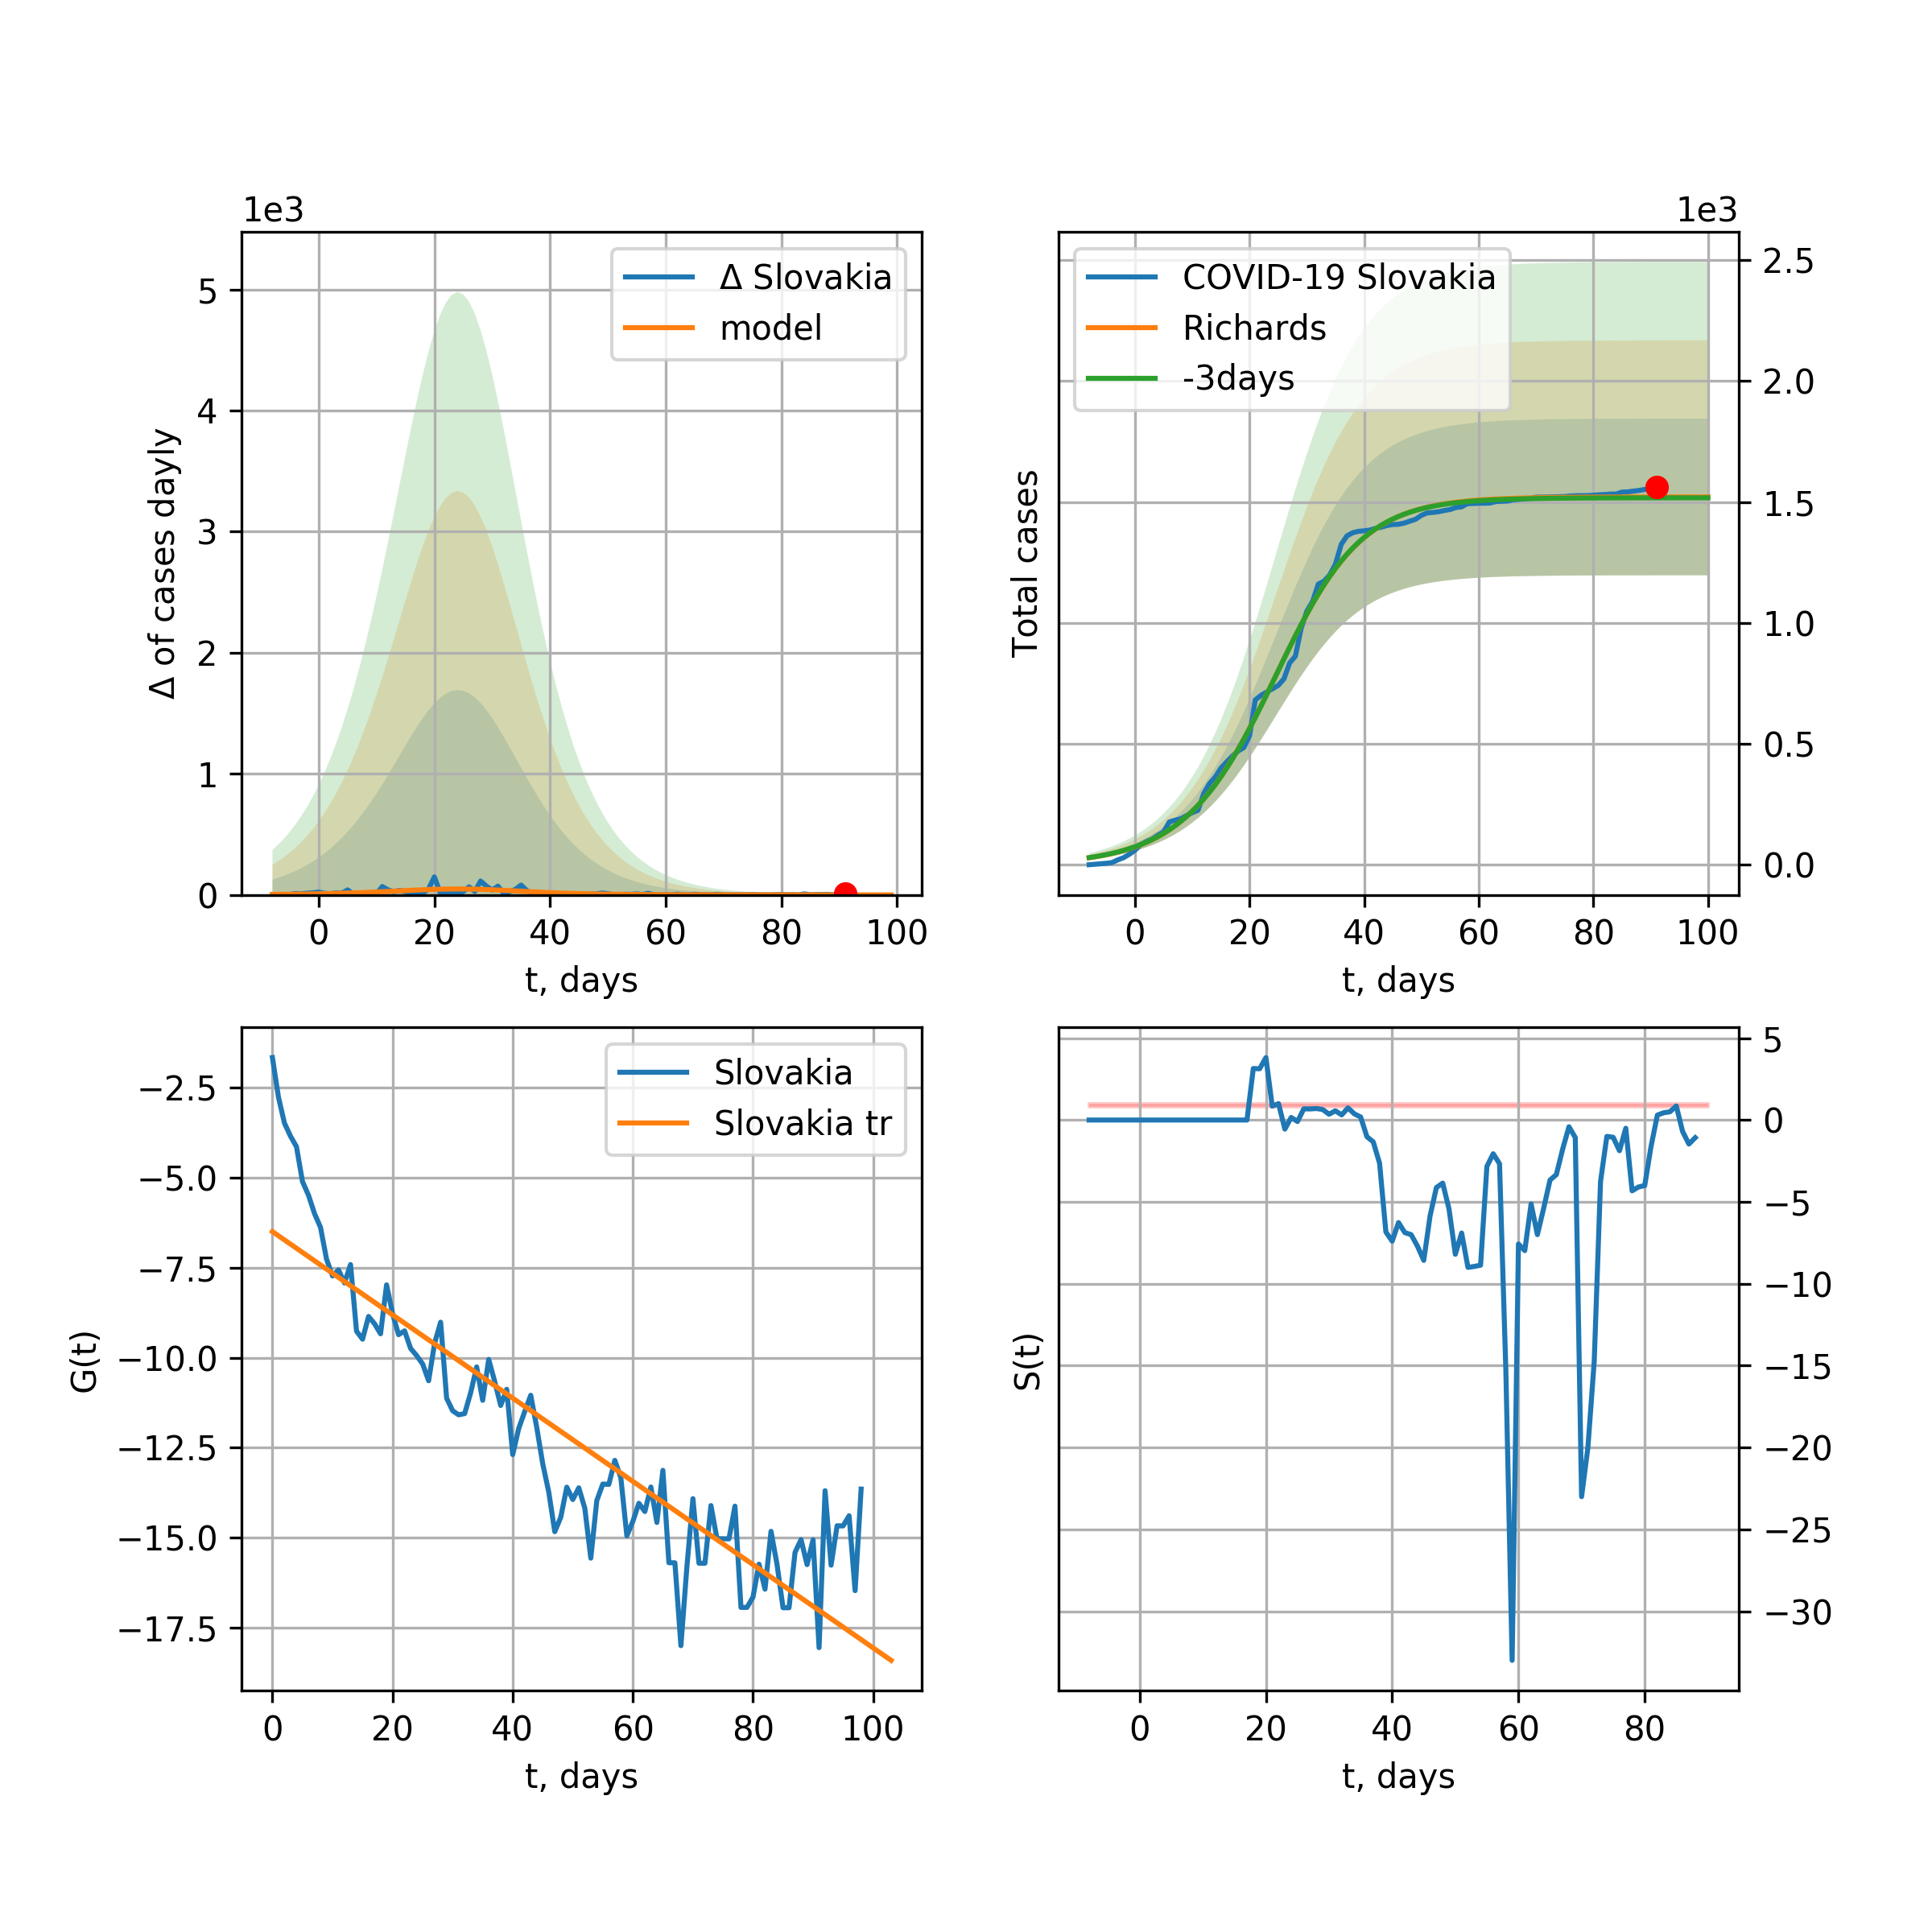 1e3
5
4
3
2
1
0
Δ of cases dayly
0 20 40 60 80 100
t, days
Δ Slovakia
model
1e3
2.5
2.0
1.5
1.0
0.5
0.0
Total cases
0 20 40 60 80 100
t, days
COVID-19 Slovakia
Richards
-3days
−2.5
−5.0
−7.5
−10.0
−12.5
−15.0
−17.5
G(t)
0 20 40 60 80 100
t, days
Slovakia
Slovakia tr
5
0
−5
−10
−15
−20
−25
−30
S(t)
0 20 40 60 80
t, days